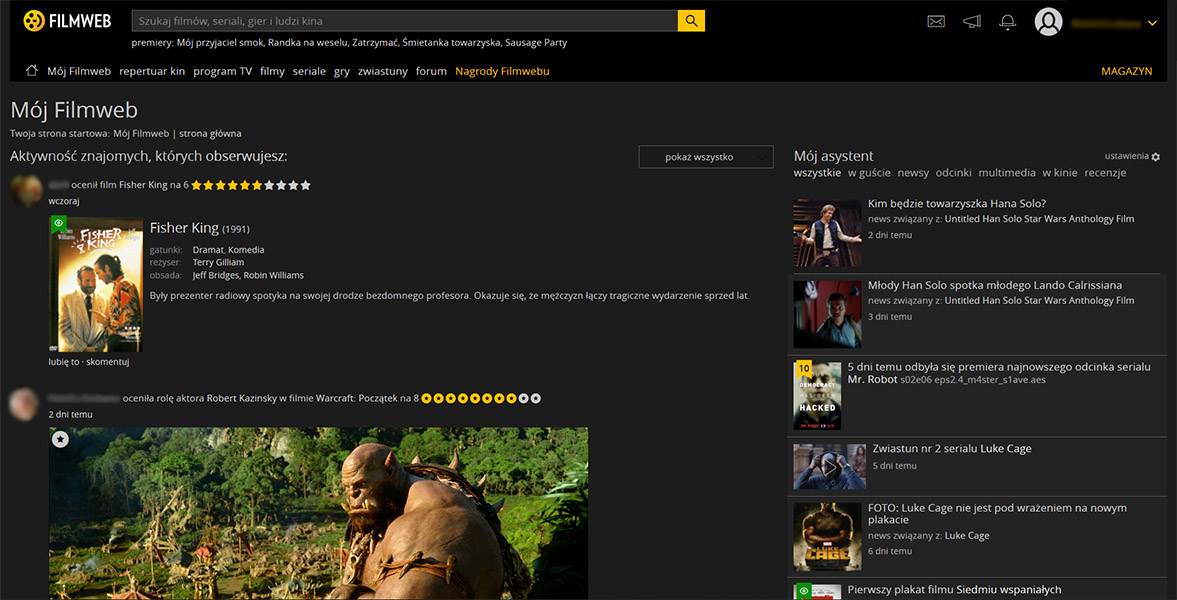 FILMWEB
Szukaj filmów, seriali, gier i ludzi kina
premiery: Mój przyjaciel smok, Randka na weselu, Zatrzymać, Śmietanka towarzyska, Sausage Party
Mój Filmweb repertuar kin program TV filmy seriale gry zwiastuny forum Nagrody Filmwebu
MAGAZYN
Mój Filmweb
Twoja strona startowa: Mój Filmweb | strona główna
Aktywność znajomych, których obserwujesz:
pokaż wszystko
ocenił film Fisher King na 6
wczoraj
FISHER KING
Fisher King (1991)
gatunki: Dramat, Komedia
reżyser: Terry Gilliam
obsada: Jeff Bridges, Robin Williams
Były prezenter radiowy spotyka na swojej drodze bezdomnego profesora. Okazuje się, że mężczyzn łączy tragiczne wydarzenie sprzed lat.
lubię to · skomentuj
oceniła rolę aktora Robert Kazinsky w filmie Warcraft: Początek na 8
2 dni temu
Mój asystent
ustawienia
wszystkie w guście newsy odcinki multimedia w kinie recenzje
Kim będzie towarzyszka Hana Solo?
news związany z: Untitled Han Solo Star Wars Anthology Film
2 dni temu
Młody Han Solo spotka młodego Lando Calrissiana
news związany z: Untitled Han Solo Star Wars Anthology Film
3 dni temu
10
DEMOCRACY
HAS BEEN
HACKED
5 dni temu odbyła się premiera najnowszego odcinka serialu
Mr. Robot s02e06 eps2.4_m4ster_s1ave.aes
Zwiastun nr 2 serialu Luke Cage
5 dni temu
LUKE
CAGE
FOTO: Luke Cage nie jest pod wrażeniem na nowym
plakacie
news związany z: Luke Cage
6 dni temu
Pierwszy plakat filmu Siedmiu wspaniałych